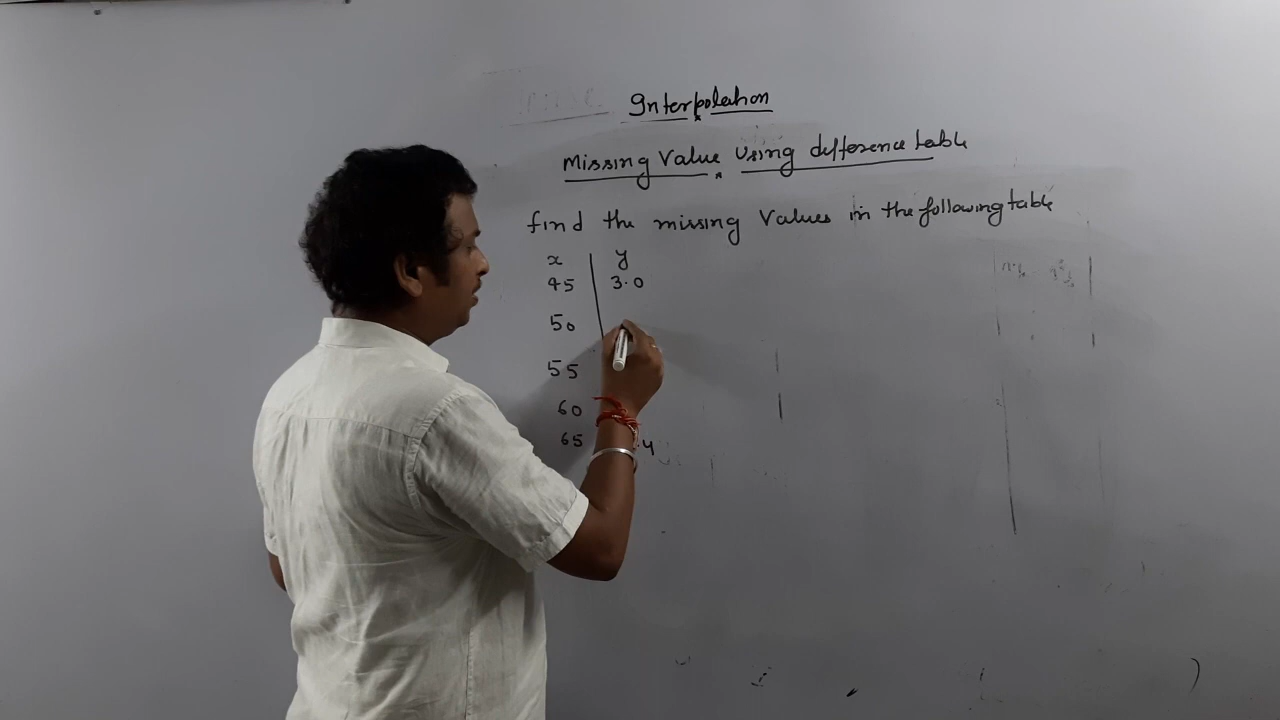 Interpolation
Missing Value Using difference table
find the missing Values in the following table
x y
45 3.0
50
55
60
65 .4